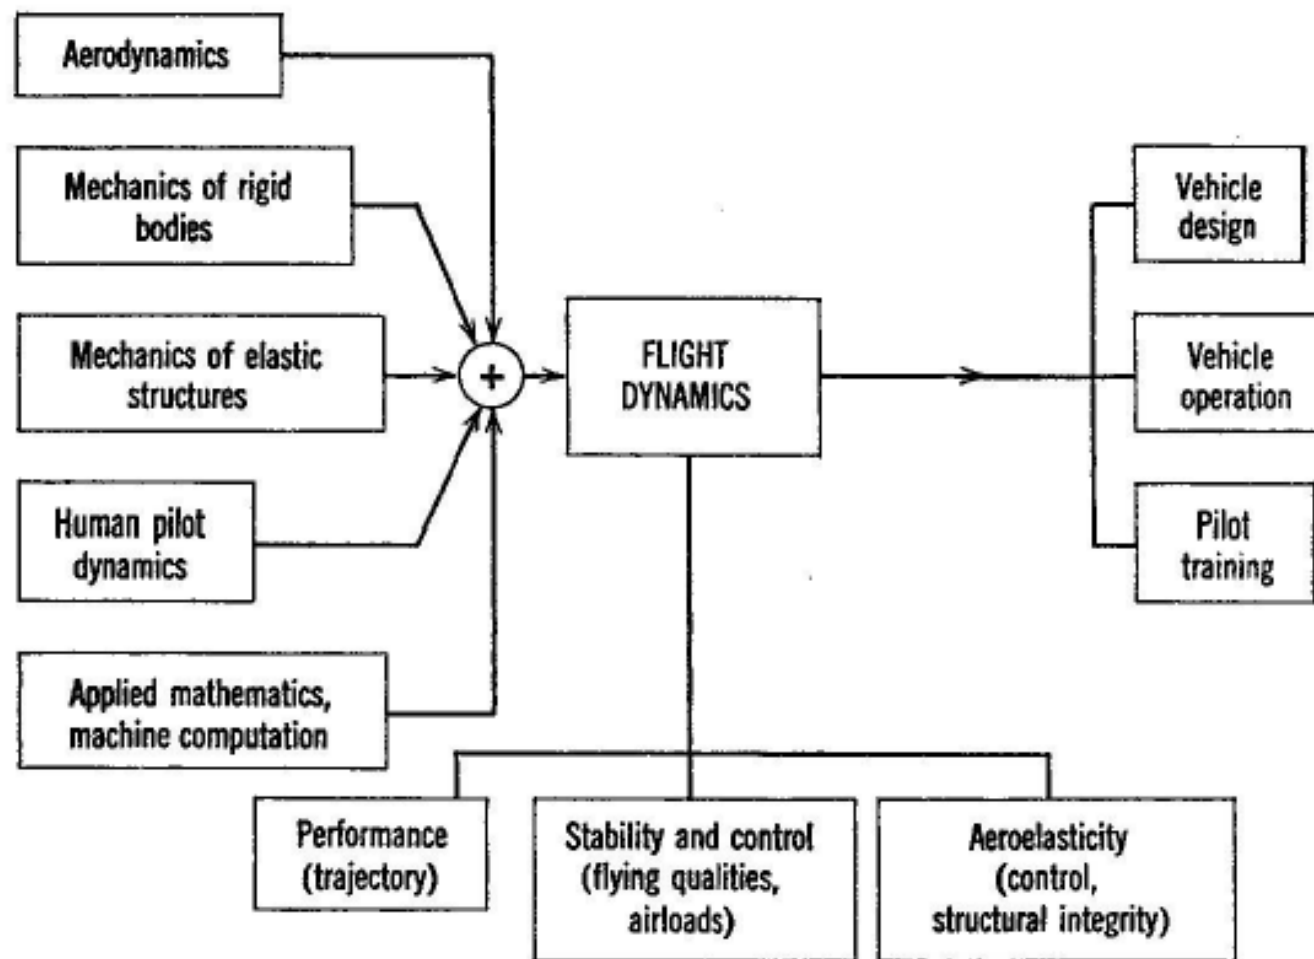 Aerodynamics
Mechanics of rigid
bodies
Mechanics of elastic
structures
Human pilot
dynamics
Applied mathematics,
machine computation
+
FLIGHT
DYNAMICS
Vehicle
design
Vehicle
operation
Pilot
training
Performance
(trajectory)
Stability and control
(flying qualities,
airloads)
Aeroelasticity
(control,
structural integrity)